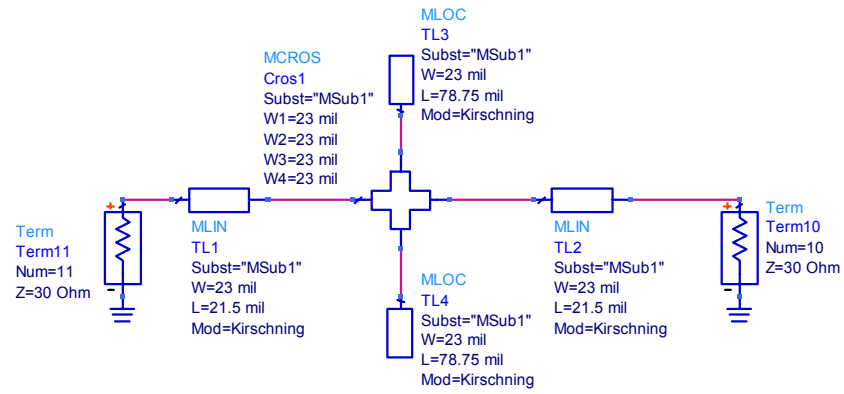 MLOC
TL3
Subst="MSub1"
W=23 mil
L=78.75 mil
Mod=Kirschning
MCROS
Cros1
Subst="MSub1"
W1=23 mil
W2=23 mil
W3=23 mil
W4=23 mil
+
-
Term
Term11
Num=11
Z=30 Ohm
MLIN
TL1
Subst="MSub1"
W=23 mil
L=21.5 mil
Mod=Kirschning
MLOC
TL4
Subst="MSub1"
W=23 mil
L=78.75 mil
Mod=Kirschning
MLIN
TL2
Subst="MSub1"
W=23 mil
L=21.5 mil
Mod=Kirschning
+
-
Term
Term10
Num=10
Z=30 Ohm